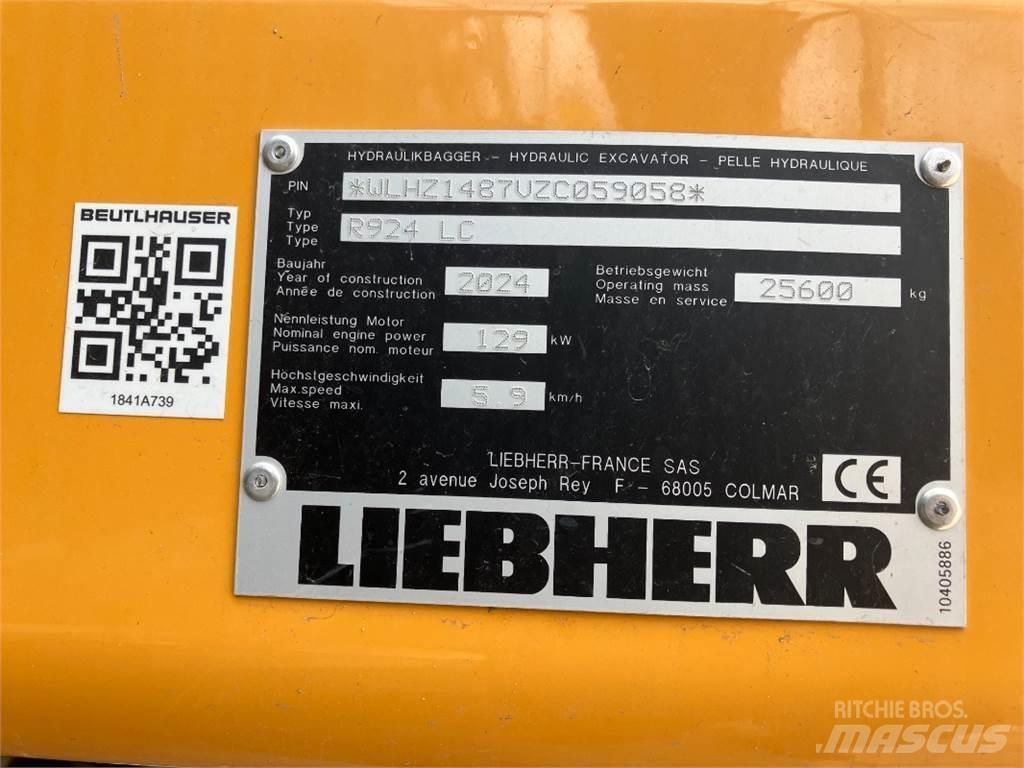 BEUTLHAUSER
1841A739
HYDRAULIKBAGGER - HYDRAULIC EXCAVATOR - PELLE HYDRAULIQUE
PIN *WLHZ1487VZC059058*
Typ
Type R924 LC
Type
Baujahr
Year of construction 2024
Année de construction
Betriebsgewicht
Operating mass 25600 kg
Masse en service
Nennleistung Motor
Nominal engine power 129 kW
Puissance nom. moteur
Höchstgeschwindigkeit
Max.speed 5 9 km/h
Vitesse maxi.
LIEBHERR-FRANCE SAS
2 avenue Joseph Rey F - 68005 COLMAR
CE
LIEBHERR
10405886
RITCHIE BROS.
MASCUS